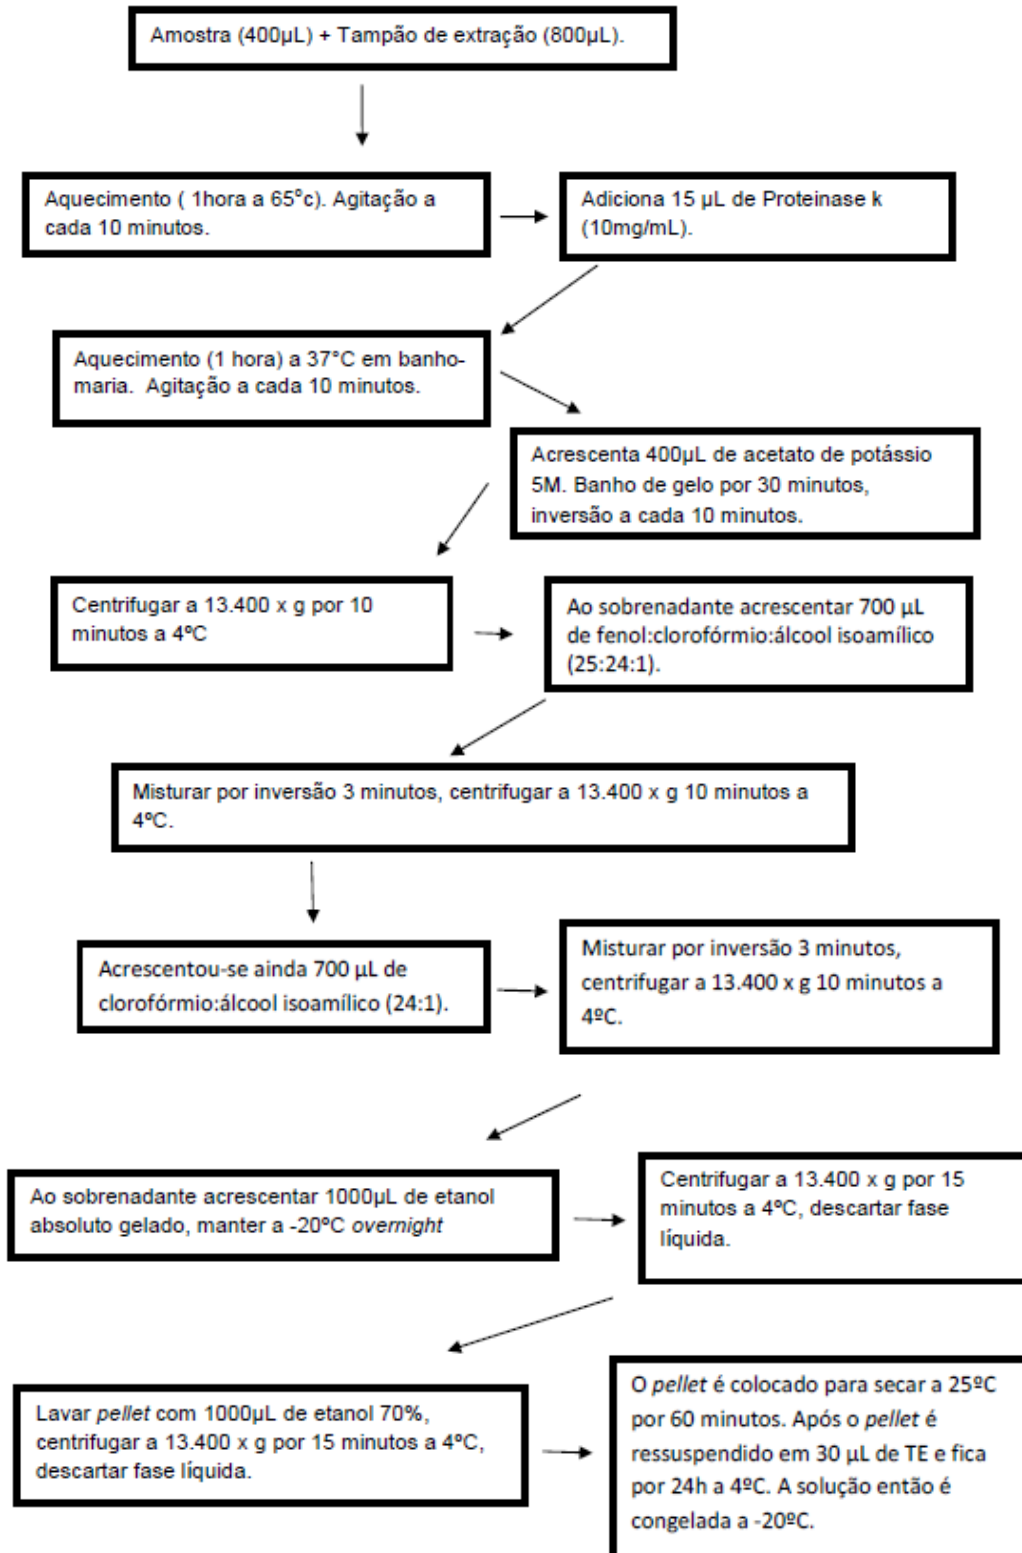 Amostra (400µL) + Tampão de extração (800µL).
Aquecimento ( 1hora a 65°c). Agitação a
cada 10 minutos.
Adiciona 15 µL de Proteinase k
(10mg/mL).
Aquecimento (1 hora) a 37°C em banho-
maria.  Agitação a cada 10 minutos.
Acrescenta 400µL de acetato de potássio
5M. Banho de gelo por 30 minutos,
inversão a cada 10 minutos.
Centrifugar a 13.400 x g por 10
minutos a 4ºC
Ao sobrenadante acrescentar 700 µL
de fenol:clorofórmio:álcool isoamílico
(25:24:1).
Misturar por inversão 3 minutos, centrifugar a 13.400 x g 10 minutos a
4ºC.
Acrescentou-se ainda 700 µL de
clorofórmio:álcool isoamílico (24:1).
Misturar por inversão 3 minutos,
centrifugar a 13.400 x g 10 minutos a
4ºC.
Ao sobrenadante acrescentar 1000µL de etanol
absoluto gelado, manter a -20ºC overnight
Centrifugar a 13.400 x g por 15
minutos a 4ºC, descartar fase
líquida.
Lavar pellet com 1000µL de etanol 70%,
centrifugar a 13.400 x g por 15 minutos a 4ºC,
descartar fase líquida.
O pellet é colocado para secar a 25ºC
por 60 minutos. Após o pellet é
ressuspendido em 30 µL de TE e fica
por 24h a 4ºC. A solução então é
congelada a -20ºC.